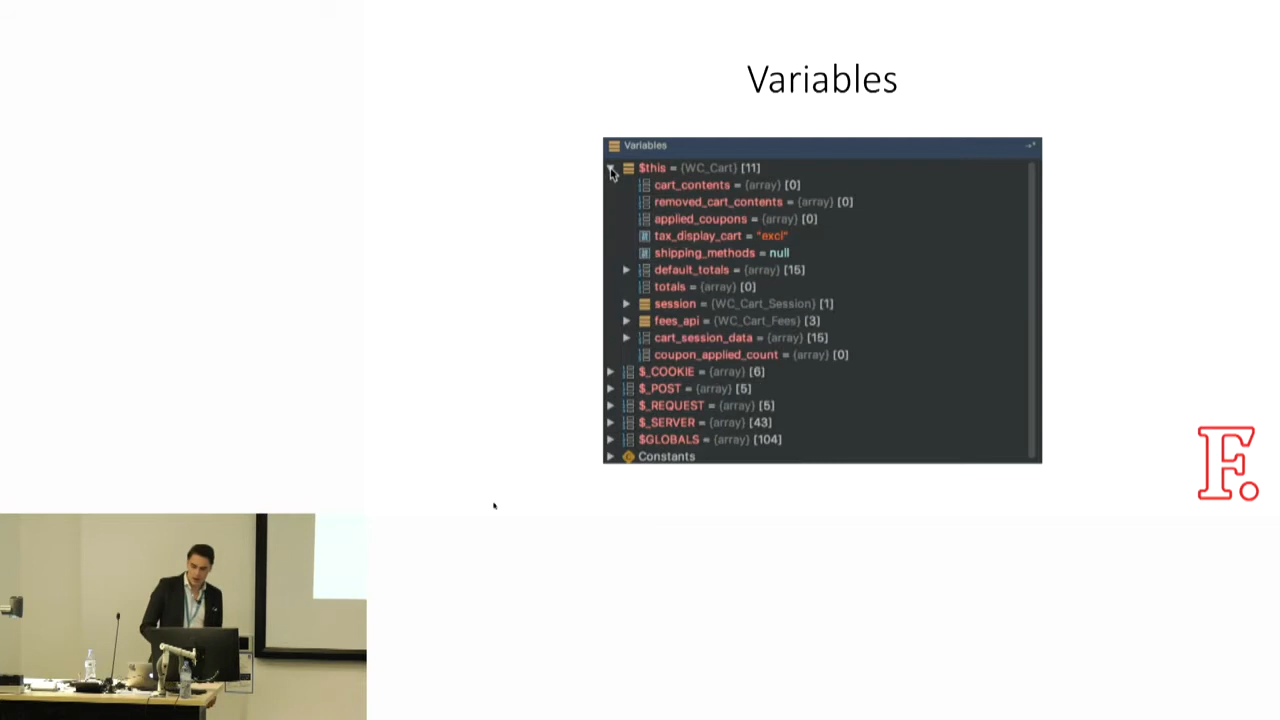 Variables
Variables
$this = {WC_Cart} [11]
cart_contents = {array} [0]
removed_cart_contents = {array} [0]
applied_coupons = {array} [0]
tax_display_cart = "excl"
shipping_methods = null
default_totals = {array} [15]
totals = {array} [0]
session = {WC_Cart_Session} [1]
fees_api = {WC_Cart_Fees} [3]
cart_session_data = {array} [15]
coupon_applied_count = {array} [0]
$_COOKIE = {array} [6]
$_POST = {array} [5]
$_REQUEST = {array} [5]
$_SERVER = {array} [43]
$GLOBALS = {array} [104]
Constants
F.